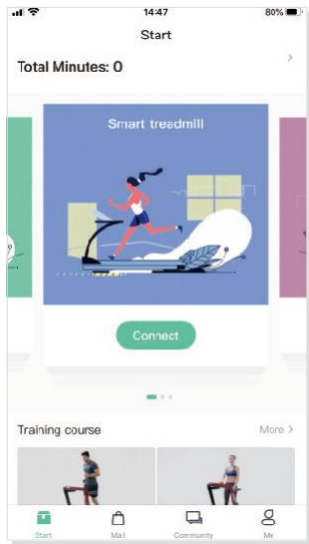 14:47
80%
Start
Total Minutes: 0
Smart treadmill
Connect
Training course
More
Start
Mall
Community
Me